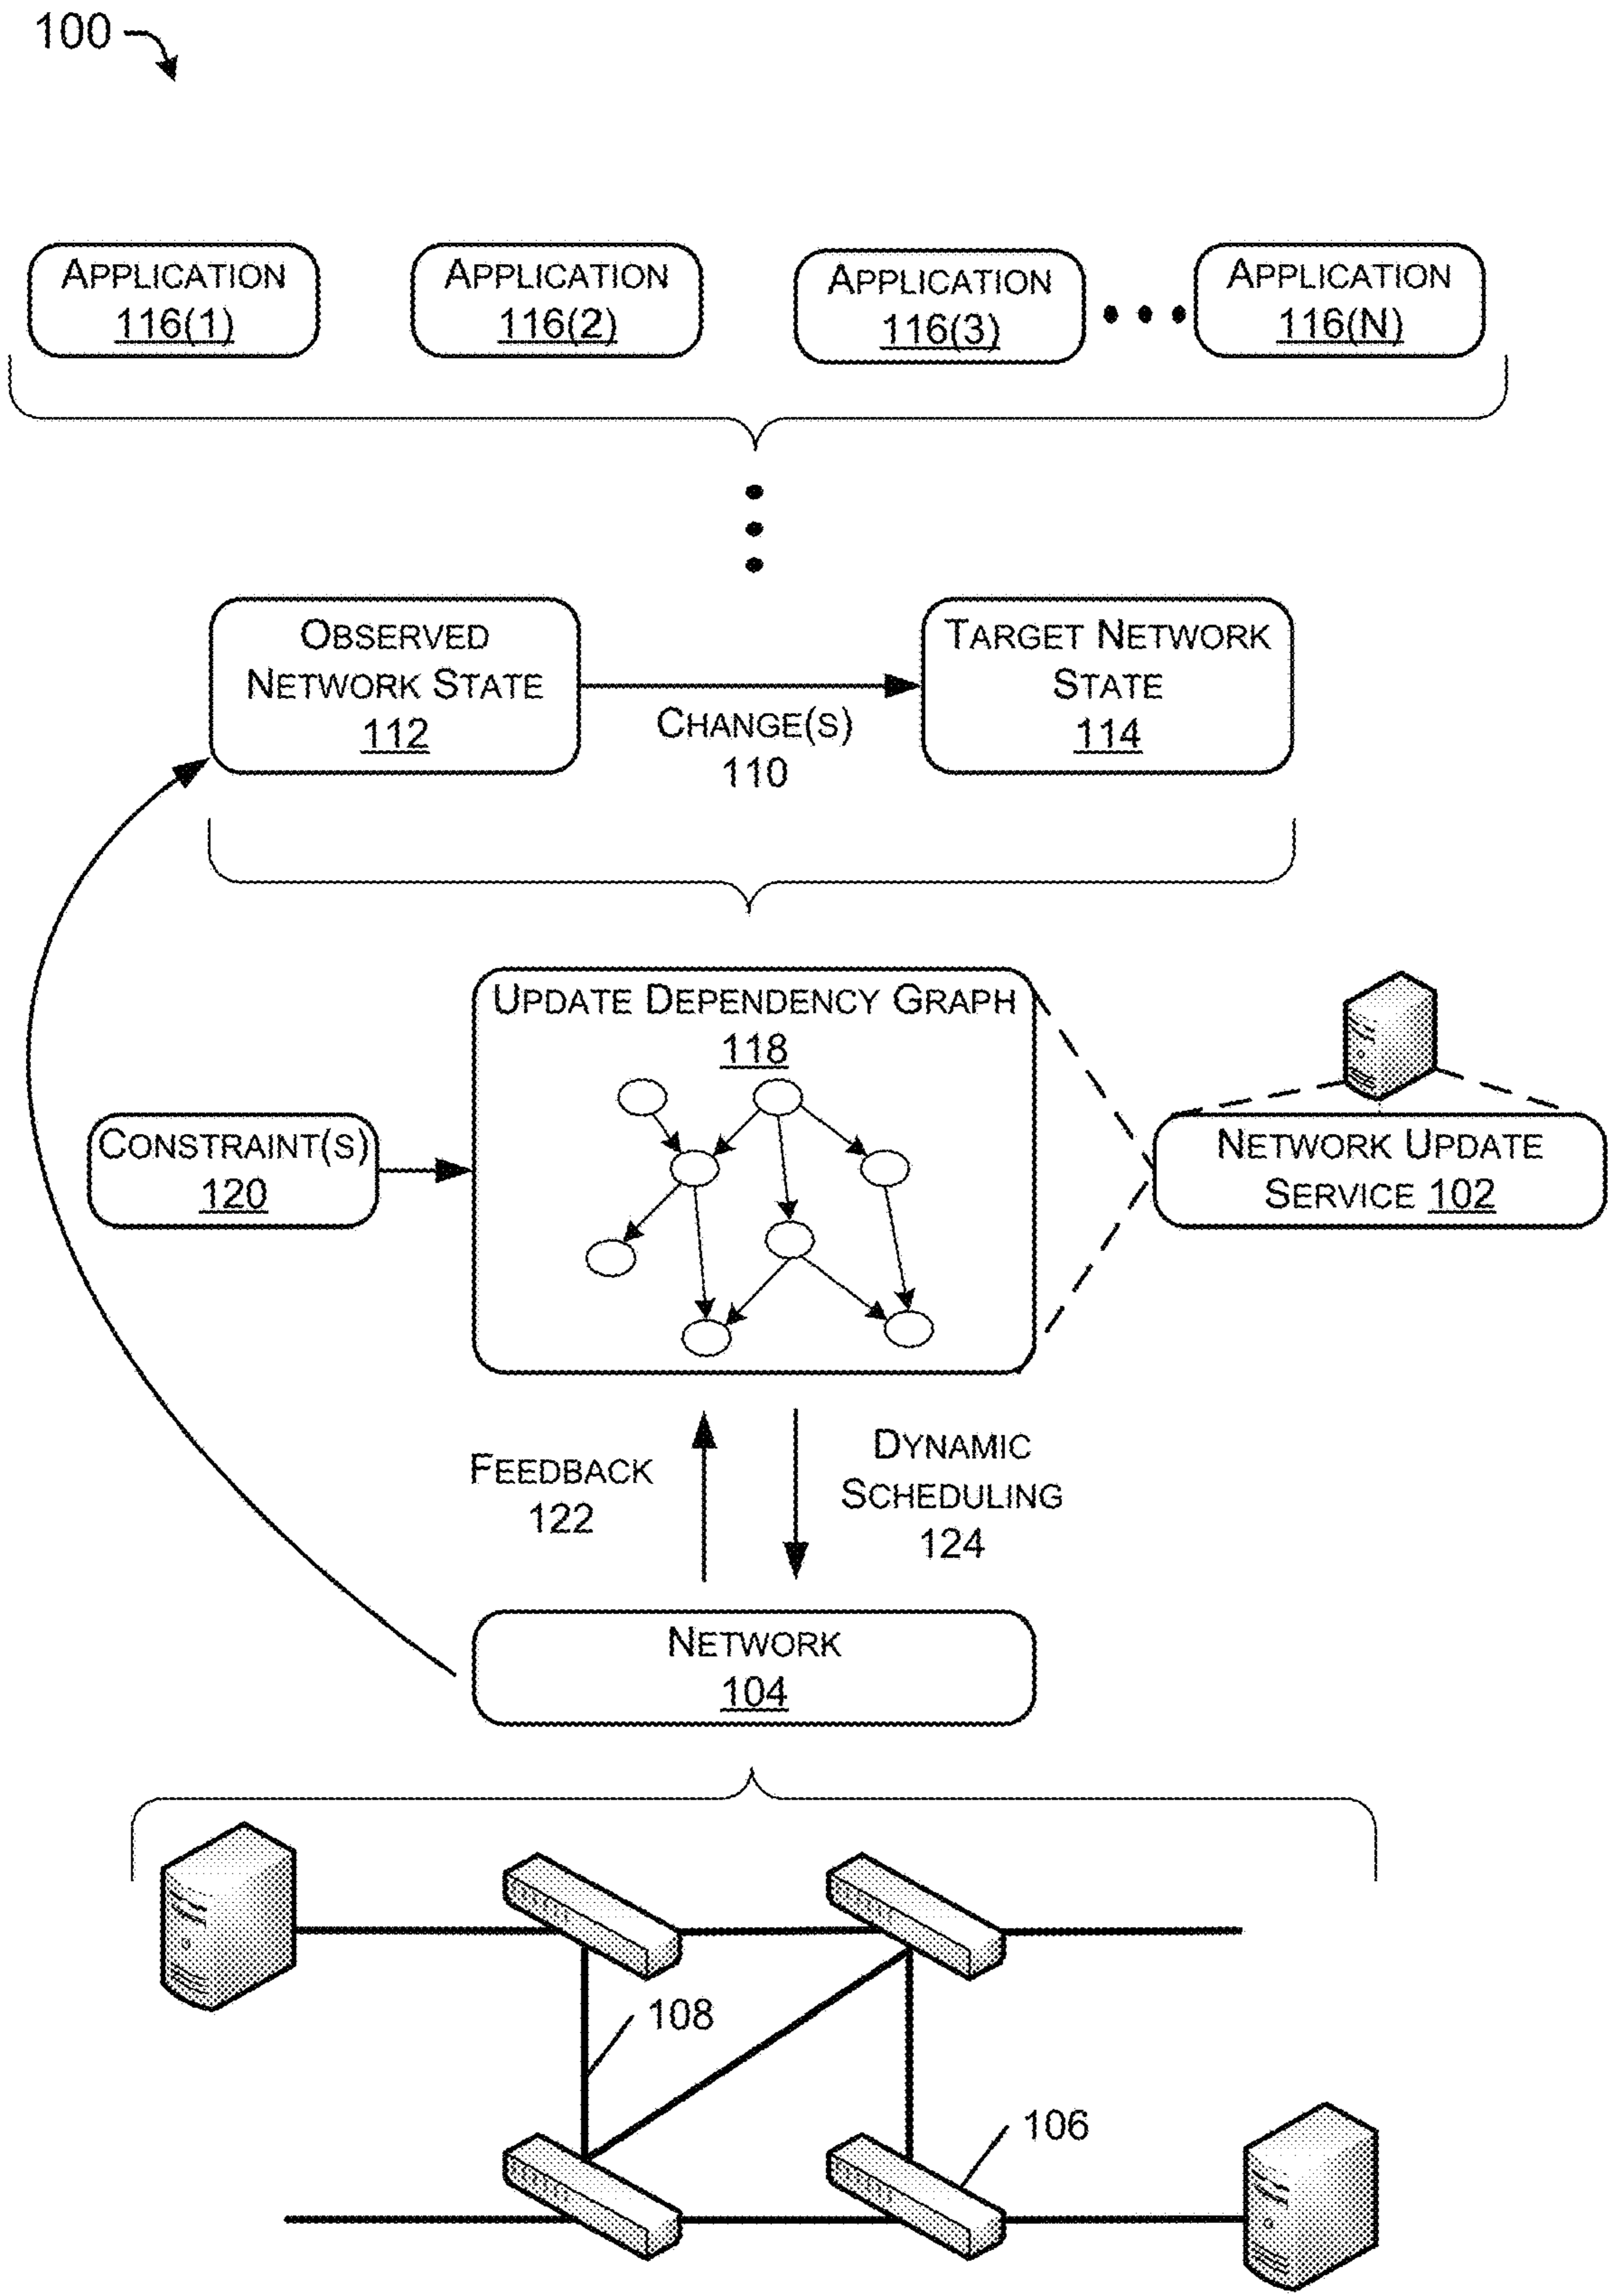 100
APPLICATION
116(1)
APPLICATION
116(2)
APPLICATION
116(3)
APPLICATION
116(N)
OBSERVED
NETWORK STATE
112
CHANGE(S)
110
TARGET NETWORK
STATE
114
UPDATE DEPENDENCY GRAPH
118
CONSTRAINT(S)
120
NETWORK UPDATE
SERVICE 102
FEEDBACK
122
DYNAMIC
SCHEDULING
124
NETWORK
104
108
106